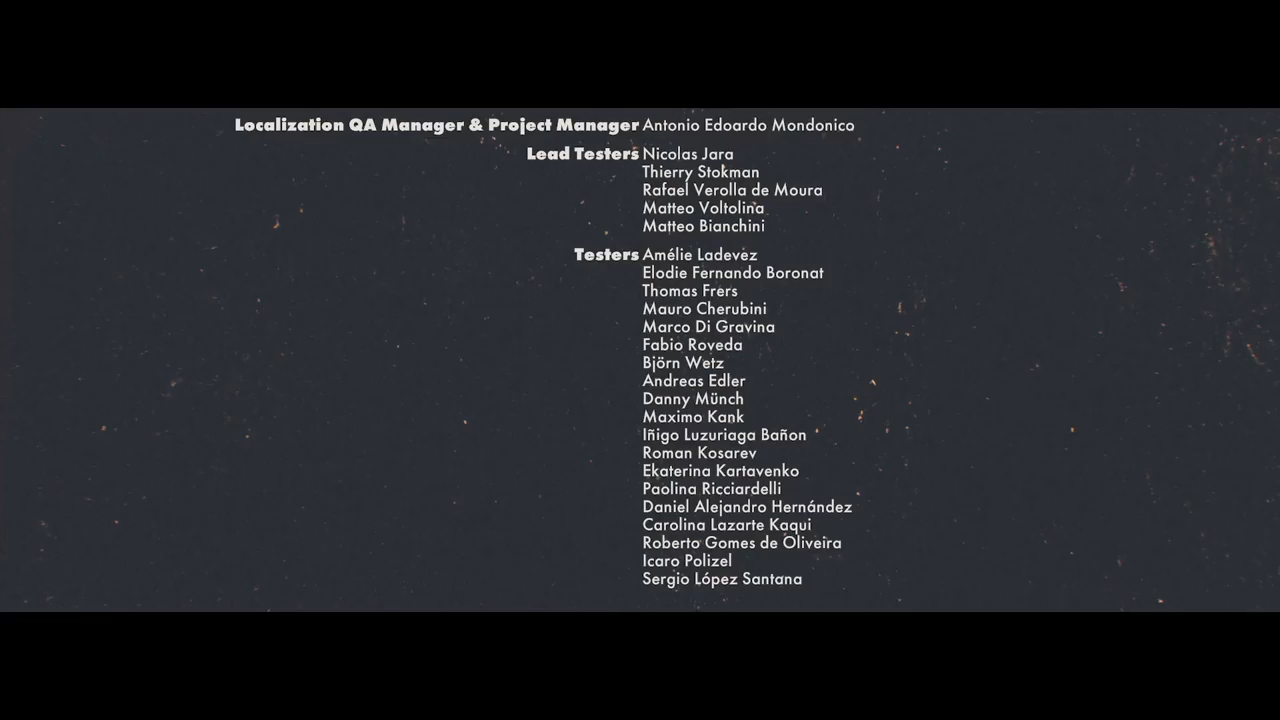 Localization QA Manager & Project Manager Antonio Edoardo Mondonico
Lead Testers Nicolas Jara
Thierry Stokman
Rafael Verolla de Moura
Matteo Voltolina
Matteo Bianchini
Testers Amélie Ladevez
Elodie Fernando Boronat
Thomas Frers
Mauro Cherubini
Marco Di Gravina
Fabio Roveda
Björn Wetz
Andreas Edler
Danny Münch
Maximo Kank
Iñigo Luzuriaga Bañon
Roman Kosarev
Ekaterina Kartavenko
Paolina Ricciardelli
Daniel Alejandro Hernández
Carolina Lazarte Kaqui
Roberto Gomes de Oliveira
Icaro Polizel
Sergio López Santana